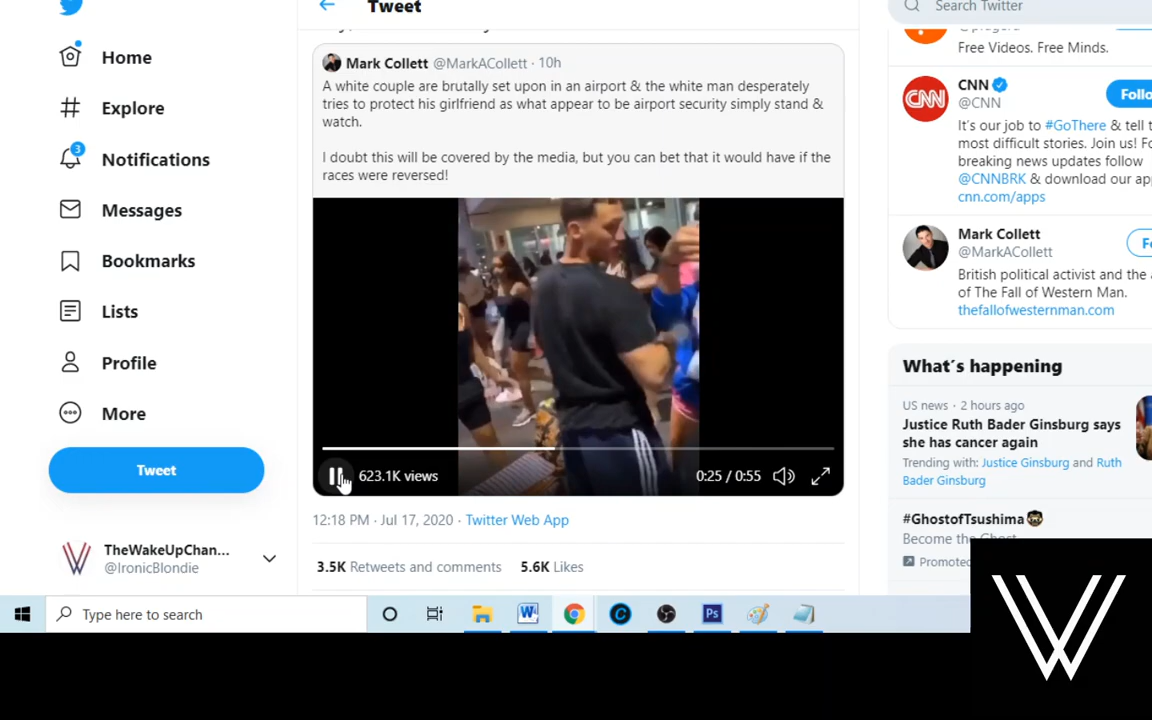 Tweet
Search Twitter
Home
Explore
3
Notifications
Messages
Bookmarks
Lists
Profile
More
Tweet
TheWakeUpChan...
@IronicBlondie
Mark Collett @MarkACollett · 10h
A white couple are brutally set upon in an airport & the white man desperately
tries to protect his girlfriend as what appear to be airport security simply stand &
watch.
I doubt this will be covered by the media, but you can bet that it would have if the
races were reversed!
623.1K views
0:25 / 0:55
12:18 PM · Jul 17, 2020 · Twitter Web App
3.5K Retweets and comments 5.6K Likes
Free Videos. Free Minds.
CNN
@CNN
Follo
It's our job to #GoThere & tell t
most difficult stories. Join us! Fo
breaking news updates follow
@CNNBRK & download our ap
cnn.com/apps
Mark Collett
@MarkACollett
Fo
British political activist and the a
of The Fall of Western Man.
thefallofwesternman.com
What's happening
US news · 2 hours ago
Justice Ruth Bader Ginsburg says
she has cancer again
Trending with: Justice Ginsburg and Ruth
Bader Ginsburg
#GhostofTsushima
Become the Ghost
Promoted
Type here to search